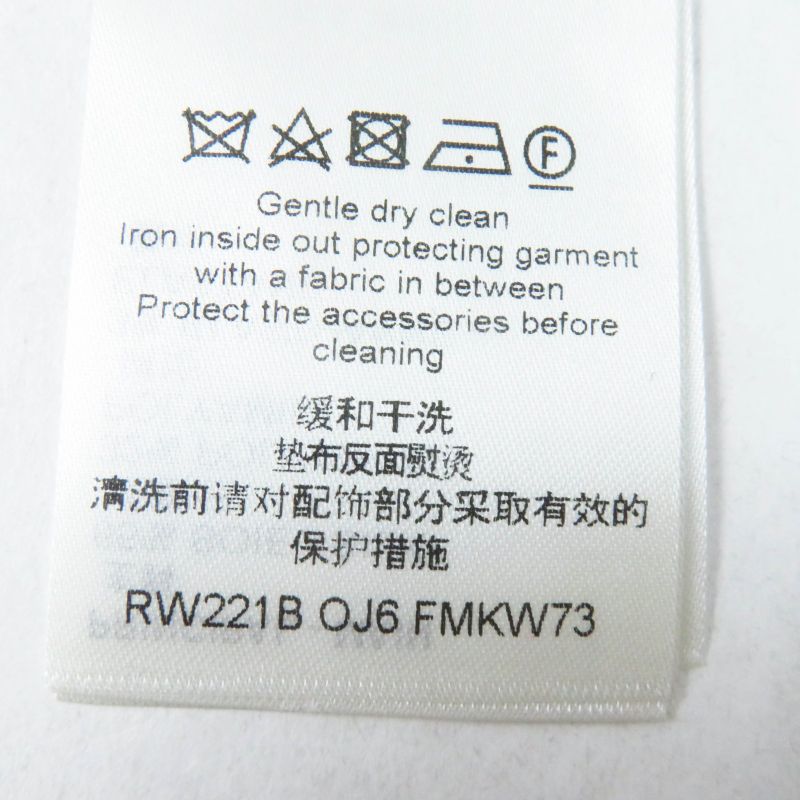 F
Gentle dry clean
Iron inside out protecting garment
with a fabric in between
Protect the accessories before
cleaning
缓和干洗
垫布反面熨烫
清洗前请对配饰部分采取有效的
保护措施
RW221B OJ6 FMKW73